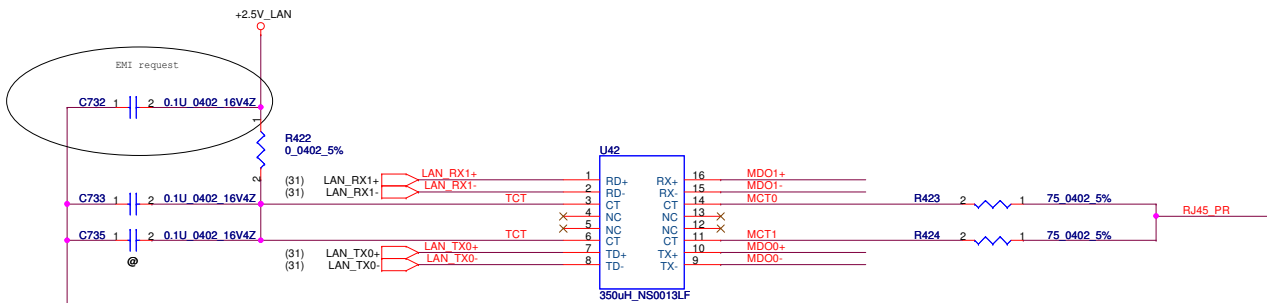 +2.5V_LAN
EMI request
C732 1 2 0.1U_0402_16V4Z
1
R422
0_0402_5%
2
U42
(31) LAN_RX1+ LAN_RX1+ 1 RD+ RX+ 16 MDO1+
(31) LAN_RX1- LAN_RX1- 2 RD- RX- 15 MDO1-
C733 1 2 0.1U_0402_16V4Z TCT 3 CT CT 14 MCT0 R423 2 1 75_0402_5%
4 NC NC 13
RJ45_PR
5 NC NC 12
C735 1 2 0.1U_0402_16V4Z TCT 6 CT CT 11 MCT1 R424 2 1 75_0402_5%
(31) LAN_TX0+ LAN_TX0+ 7 TD+ TX+ 10 MDO0+
@
(31) LAN_TX0- LAN_TX0- 8 TD- TX- 9 MDO0-
350uH_NS0013LF